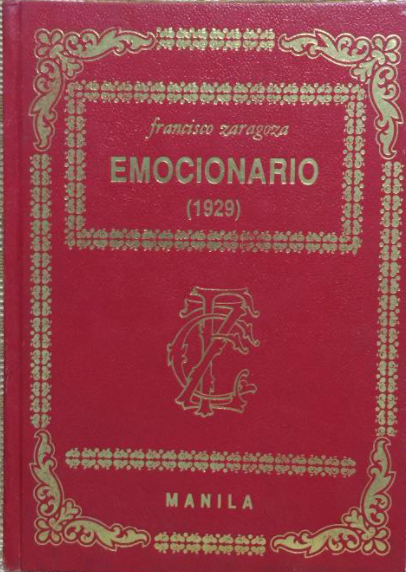 francisco zaragoza
EMOCIONARIO
(1929)
MANILA